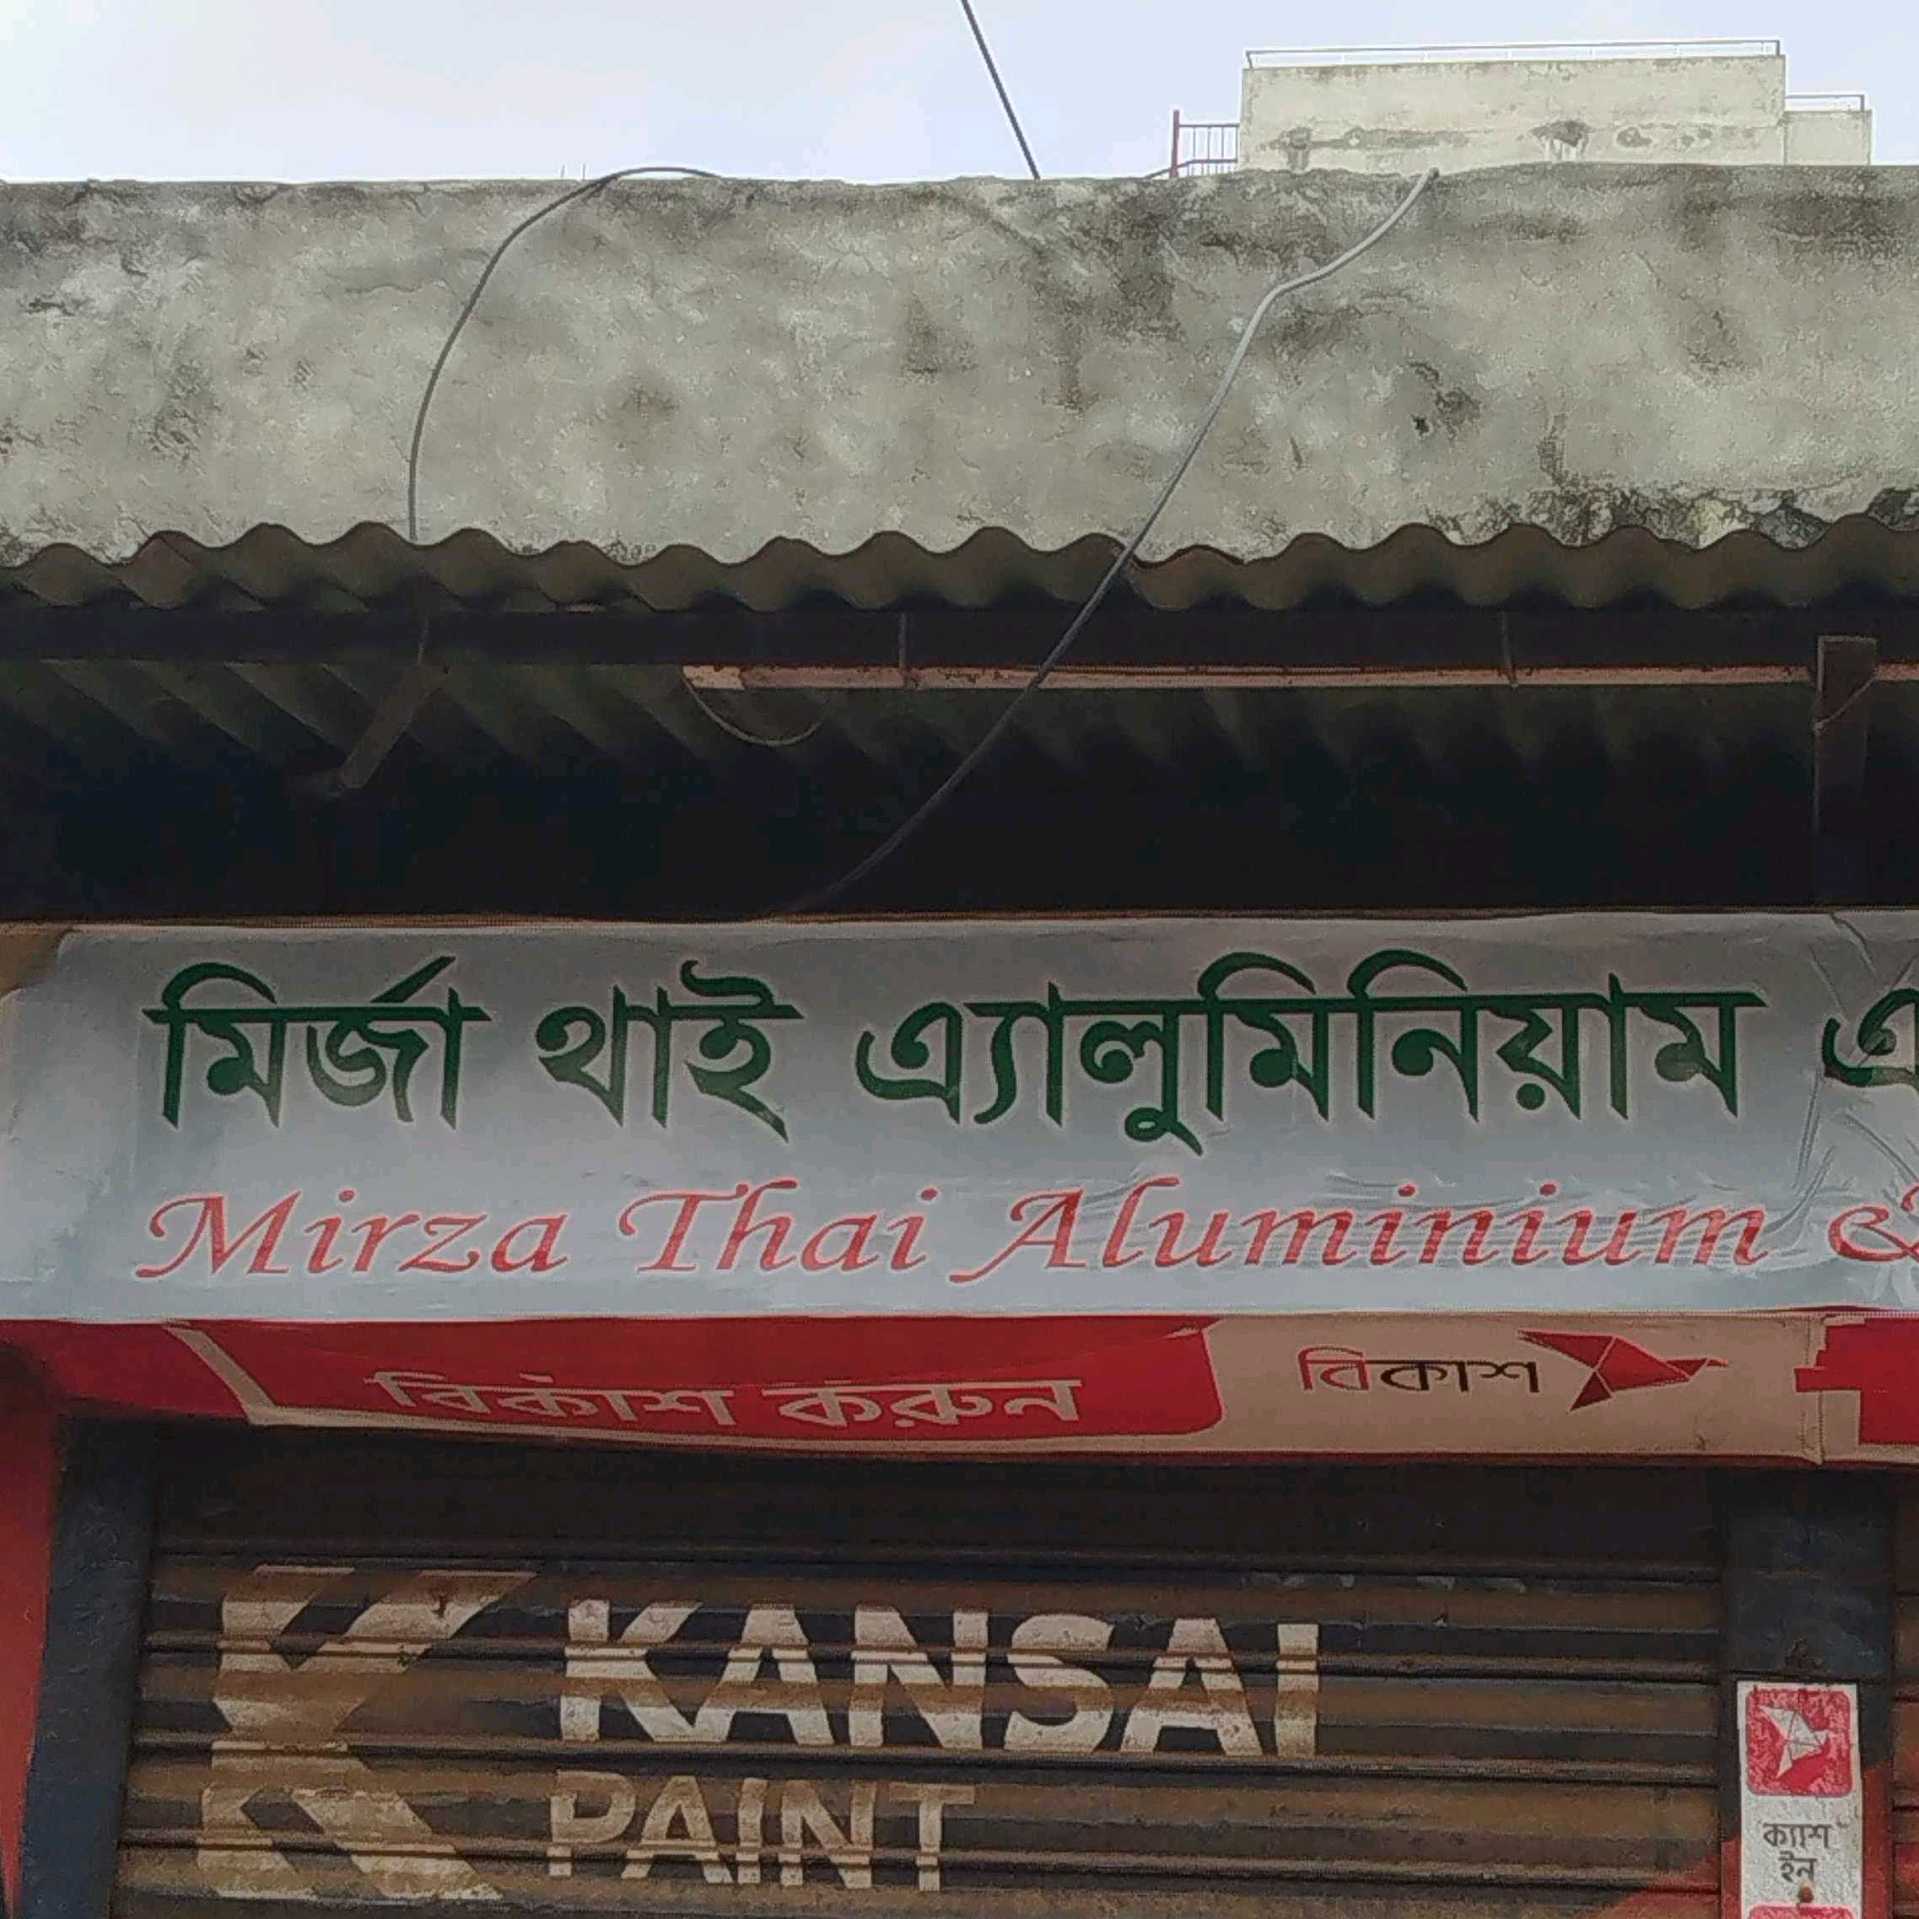 মির্জা থাই এ্যালুমিনিয়াম এ
Mirza Thai Aluminium &
বিকাশ করুন
বিকাশ
KANSAI
PAINT
ক্যাশ
ইন